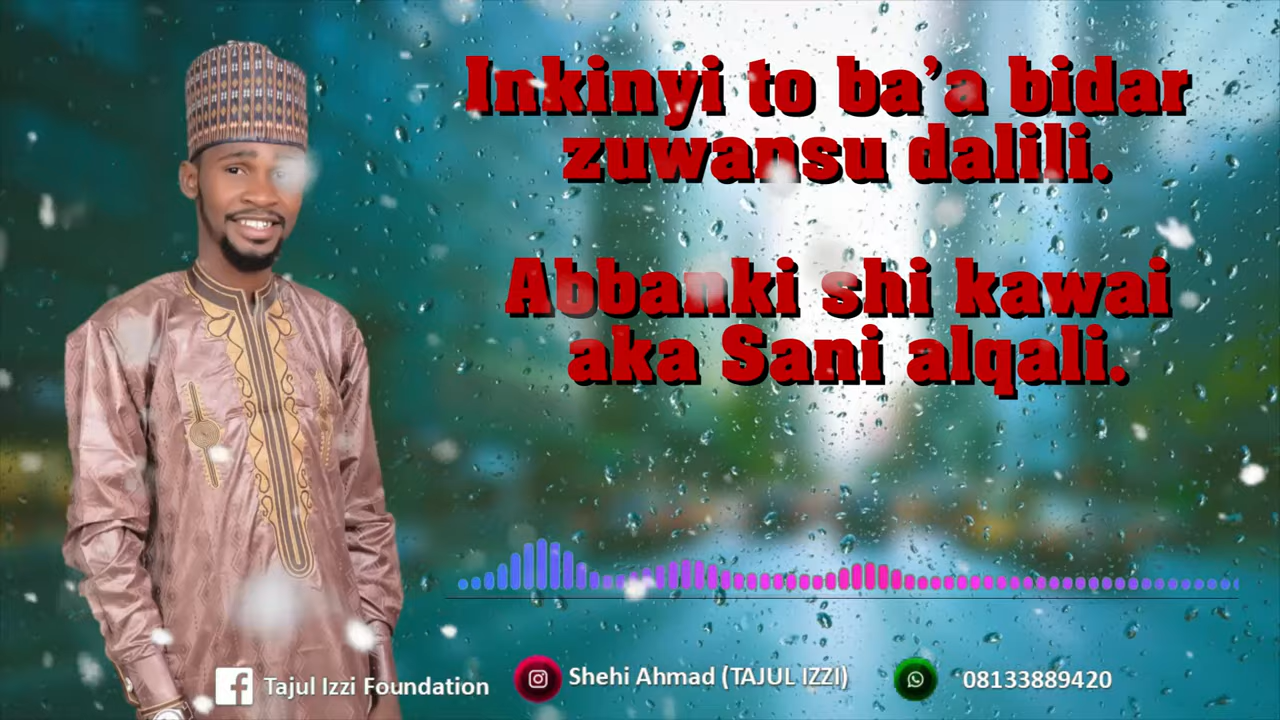 Inkinyi to ba'a bidar
zuwansu dalili.
Abbanki shi kawai
aka Sani alqali.
Tajul Izzi Foundation
Shehi Ahmad (TAJUL IZZI)
08133889420